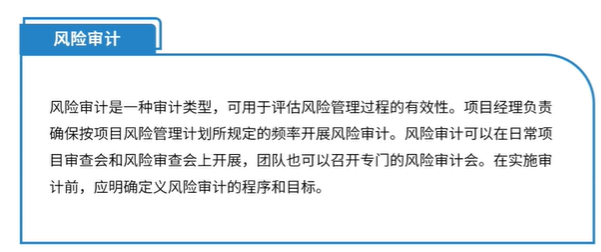 风险审计
风险审计是一种审计类型，可用于评估风险管理过程的有效性。项目经理负责
确保按项目风险管理计划所规定的频率开展风险审计。风险审计可以在日常项
目审查会和风险审查会上开展，团队也可以召开专门的风险审计会。在实施审
计前，应明确定义风险审计的程序和目标。